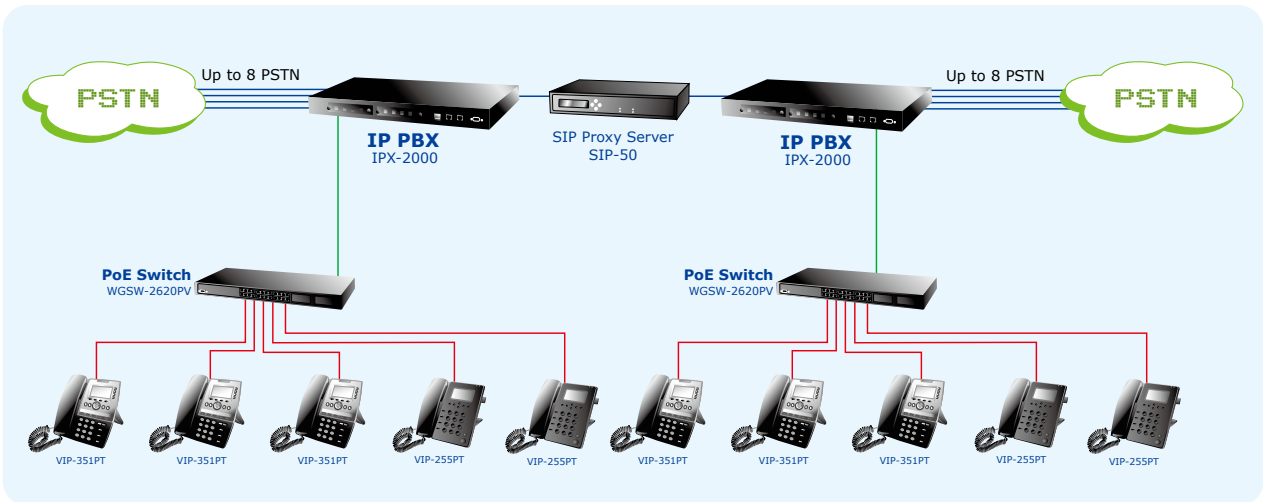 Up to 8 PSTN
Up to 8 PSTN
PSTN
PSTN
IP PBX
IPX-2000
SIP Proxy Server
SIP-50
IP PBX
IPX-2000
PoE Switch
WGSW-2620PV
PoE Switch
WGSW-2620PV
VIP-351PT
VIP-351PT
VIP-351PT
VIP-255PT
VIP-255PT
VIP-351PT
VIP-351PT
VIP-351PT
VIP-255PT
VIP-255PT